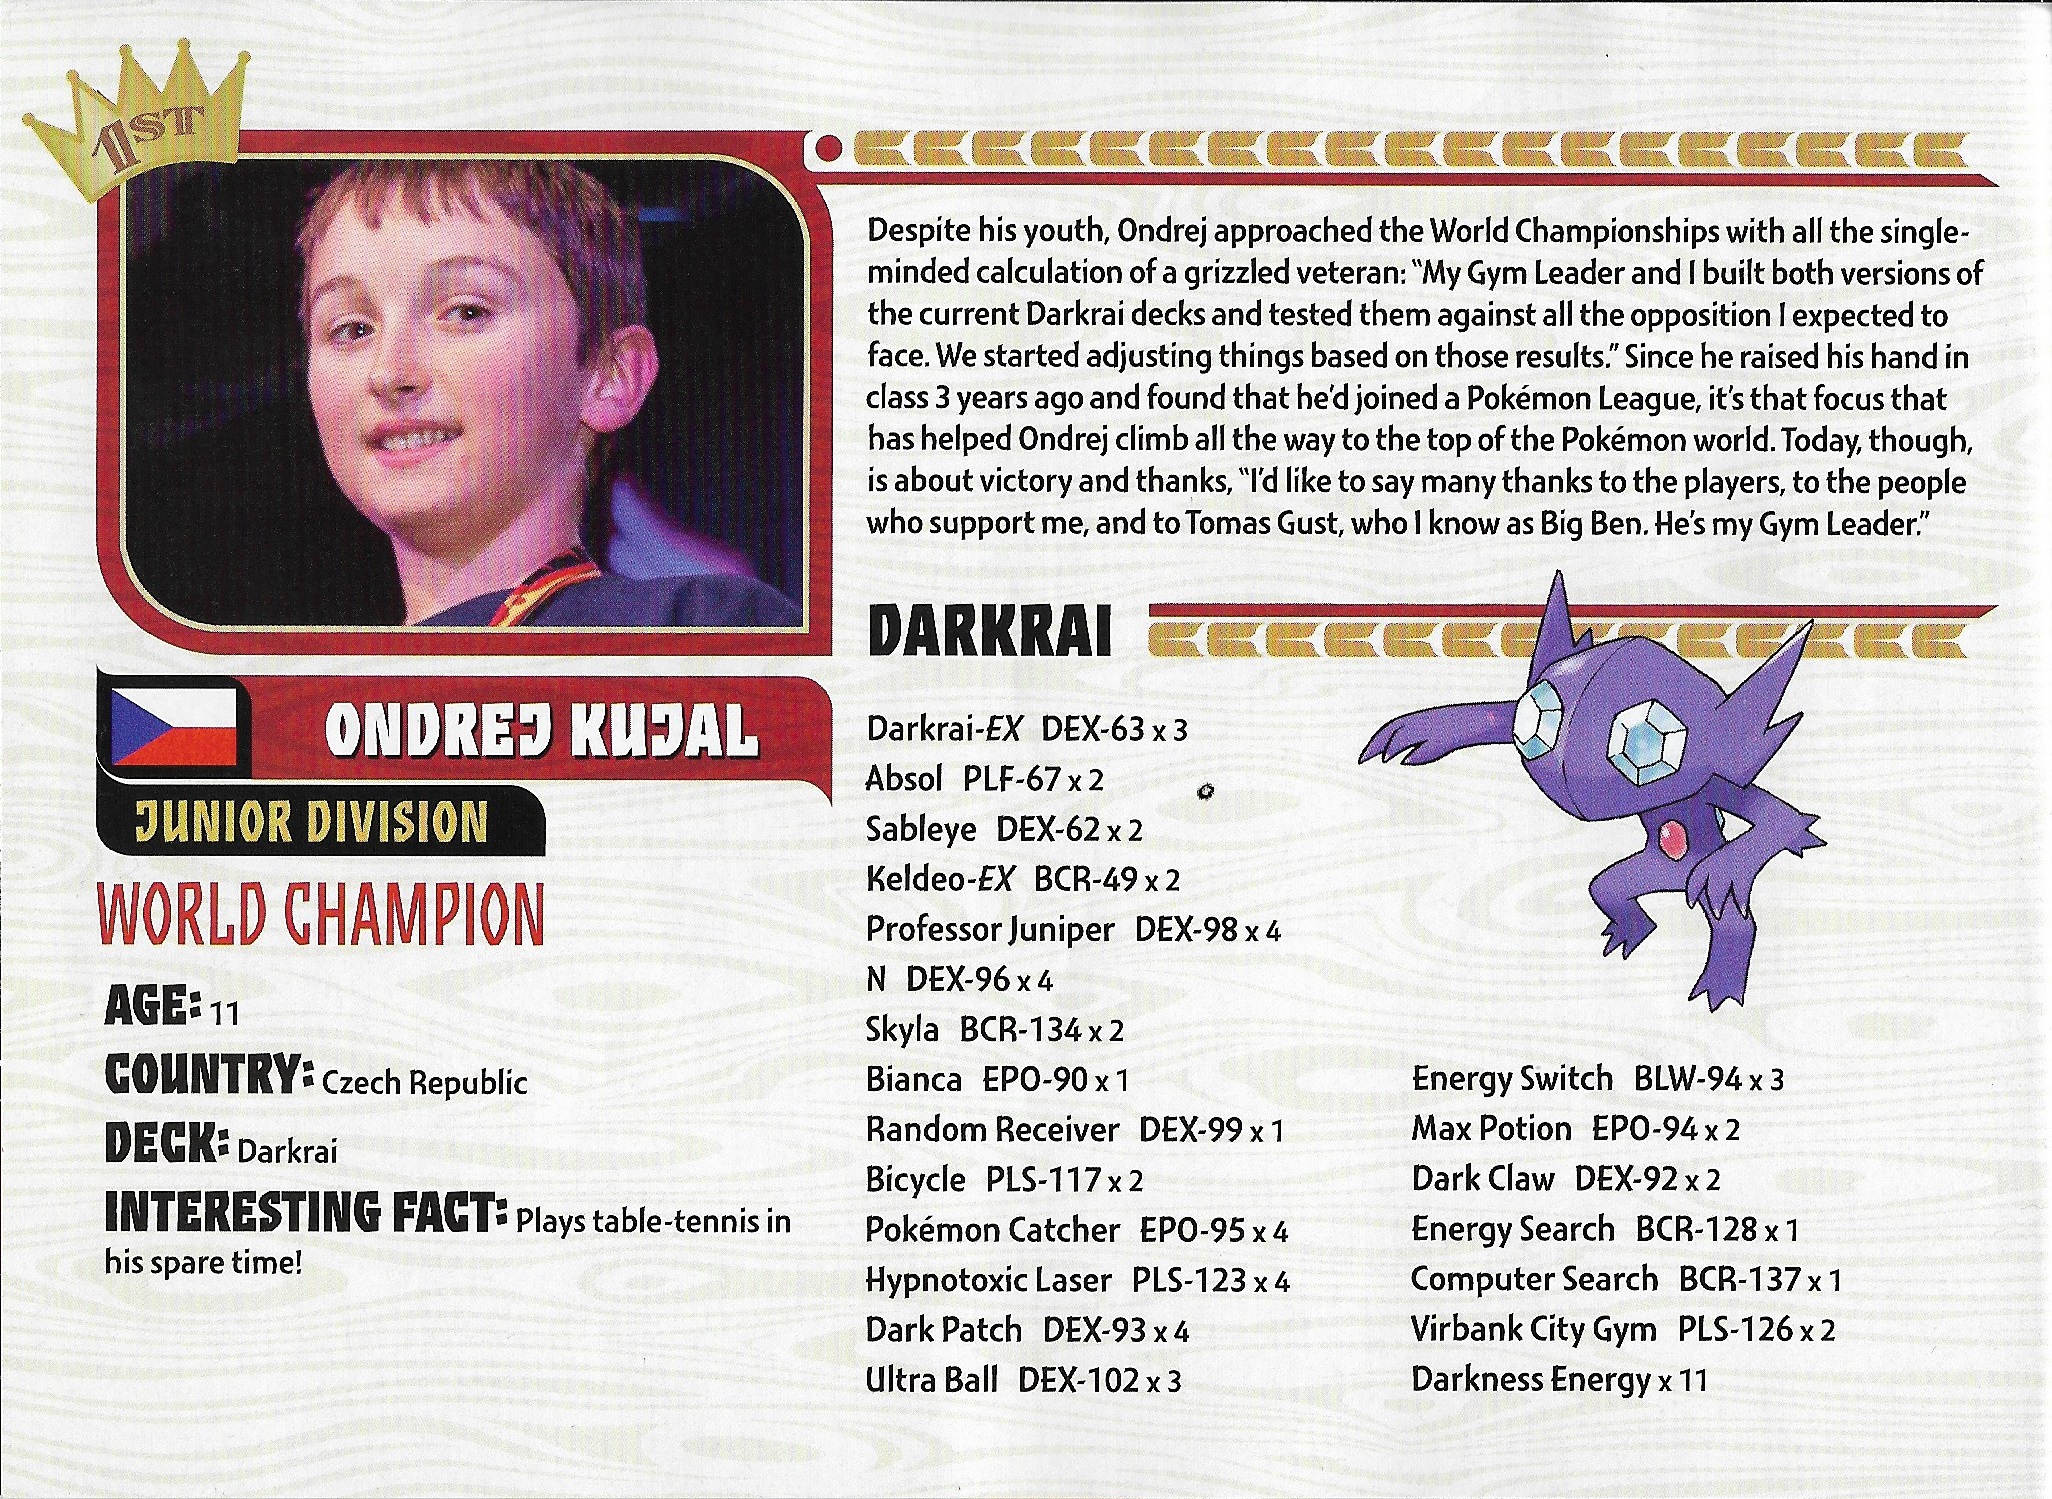 1ST
Despite his youth, Ondrej approached the World Championships with all the single-
minded calculation of a grizzled veteran: “My Gym Leader and I built both versions of
the current Darkrai decks and tested them against all the opposition I expected to
face. We started adjusting things based on those results.” Since he raised his hand in
class 3 years ago and found that he’d joined a Pokémon League, it’s that focus that
has helped Ondrej climb all the way to the top of the Pokémon world. Today, though,
is about victory and thanks, “I’d like to say many thanks to the players, to the people
who support me, and to Tomas Gust, who I know as Big Ben. He’s my Gym Leader.”
ONDREJ KUJAL
JUNIOR DIVISION
WORLD CHAMPION
AGE: 11
COUNTRY: Czech Republic
DECK: Darkrai
INTERESTING FACT: Plays table-tennis in
his spare time!
DARKRAI
Darkrai-EX DEX-63 x 3
Absol PLF-67 x 2
Sableye DEX-62 x 2
Keldeo-EX BCR-49 x 2
Professor Juniper DEX-98 x 4
N DEX-96 x 4
Skyla BCR-134 x 2
Bianca EPO-90 x 1
Random Receiver DEX-99 x 1
Bicycle PLS-117 x 2
Pokémon Catcher EPO-95 x 4
Hypnotoxic Laser PLS-123 x 4
Dark Patch DEX-93 x 4
Ultra Ball DEX-102 x 3
Energy Switch BLW-94 x 3
Max Potion EPO-94 x 2
Dark Claw DEX-92 x 2
Energy Search BCR-128 x 1
Computer Search BCR-137 x 1
Virbank City Gym PLS-126 x 2
Darkness Energy x 11